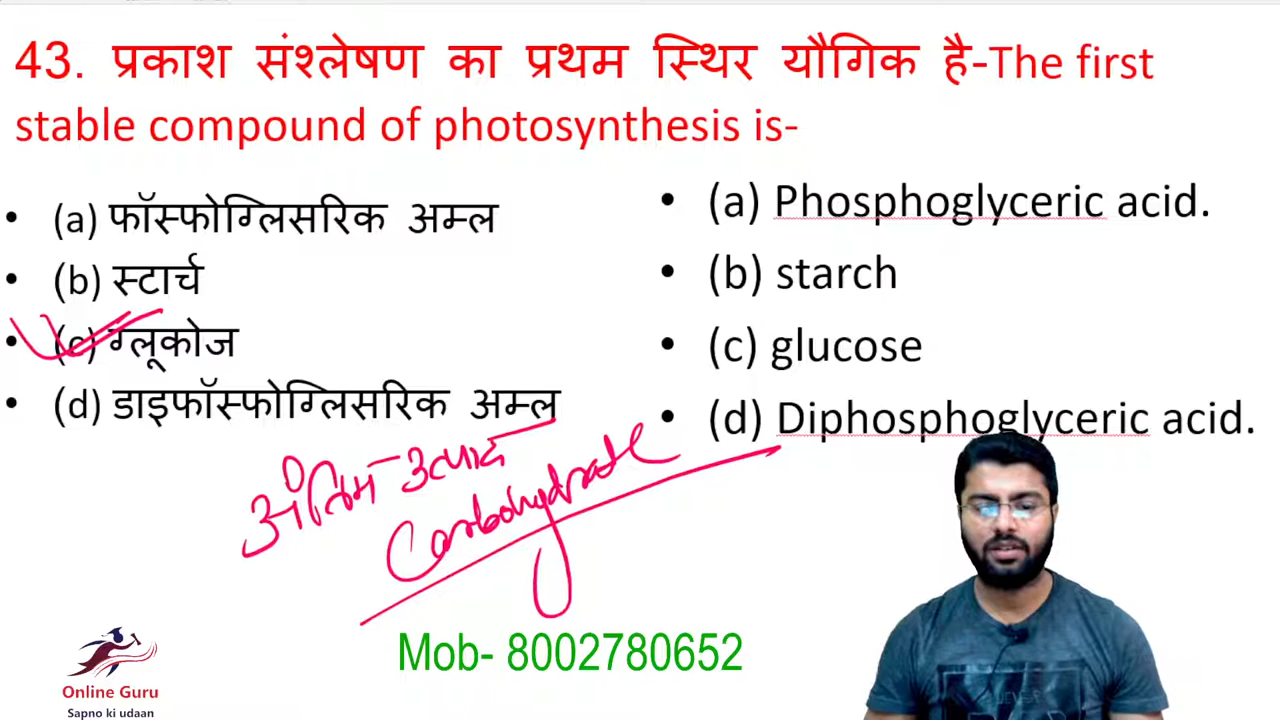 43. प्रकाश संश्लेषण का प्रथम स्थिर यौगिक है-The first
stable compound of photosynthesis is-
• (a) फॉस्फोग्लिसरिक अम्ल
• (b) स्टार्च
• (c) ग्लूकोज
• (d) डाइफॉस्फोग्लिसरिक अम्ल
• (a) Phosphoglyceric acid.
• (b) starch
• (c) glucose
• (d) Diphosphoglyceric acid.
अंतिम उत्पाद
Carbohydrate
Mob- 8002780652
Online Guru
Sapno ki udaan